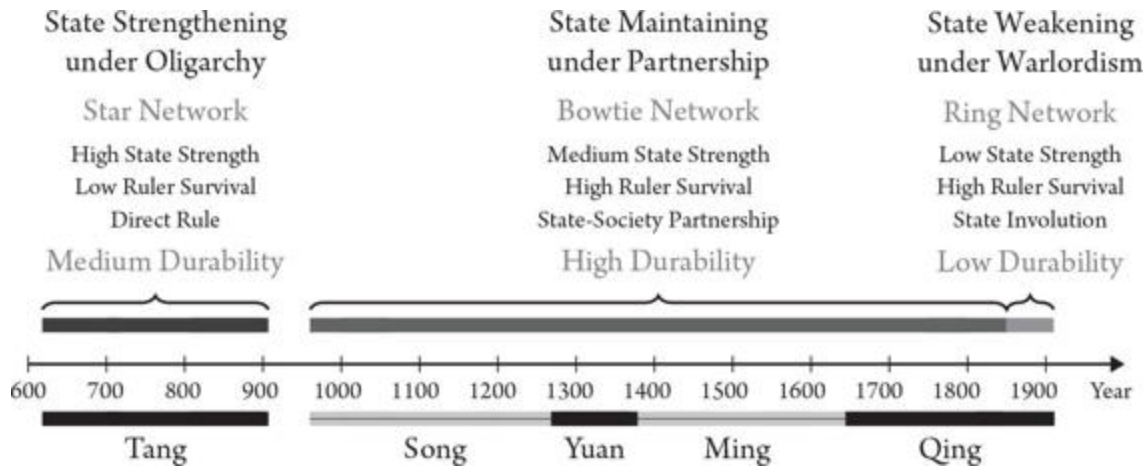 State Strengthening
under Oligarchy
Star Network
High State Strength
Low Ruler Survival
Direct Rule
Medium Durability
State Maintaining
under Partnership
Bowtie Network
Medium State Strength
High Ruler Survival
State-Society Partnership
High Durability
State Weakening
under Warlordism
Ring Network
Low State Strength
High Ruler Survival
State Involution
Low Durability
600 700 800 900 1000 1100 1200 1300 1400 1500 1600 1700 1800 1900 Year
Tang Song Yuan Ming Qing